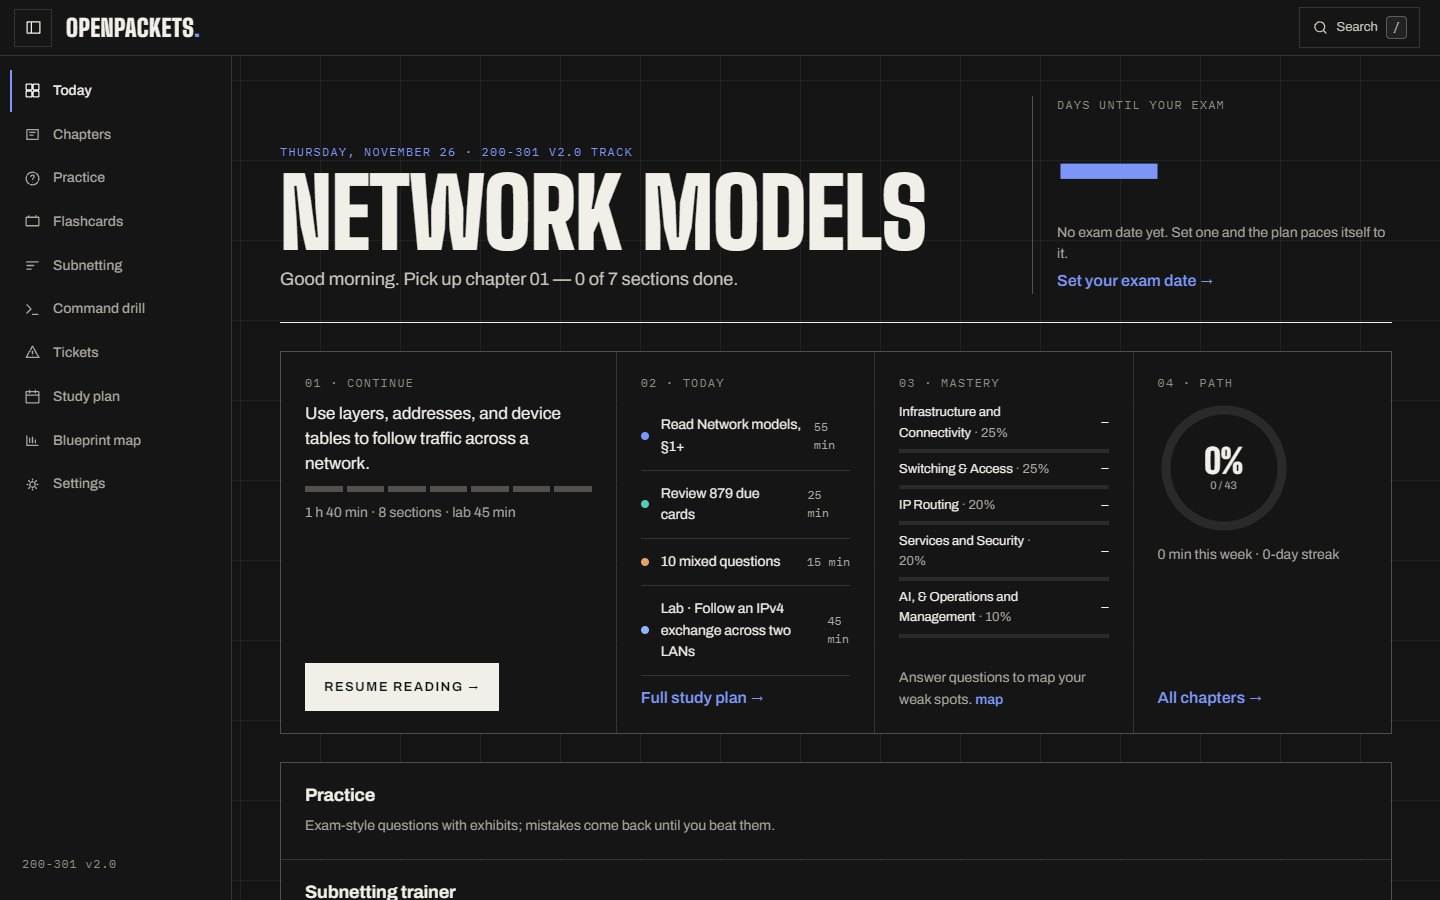 OPENPACKETS.
Search /
Today
Chapters
Practice
Flashcards
Subnetting
Command drill
Tickets
Study plan
Blueprint map
Settings
200-301 v2.0
THURSDAY, NOVEMBER 26 · 200-301 V2.0 TRACK
NETWORK MODELS
Good morning. Pick up chapter 01 — 0 of 7 sections done.
DAYS UNTIL YOUR EXAM
—
No exam date yet. Set one and the plan paces itself to
it.
Set your exam date →
01 · CONTINUE
Use layers, addresses, and device
tables to follow traffic across a
network.
1 h 40 min · 8 sections · lab 45 min
RESUME READING →
02 · TODAY
Read Network models,
§1+
55
min
Review 879 due
cards
25
min
10 mixed questions
15 min
Lab · Follow an IPv4
exchange across two
LANs
45
min
Full study plan →
03 · MASTERY
Infrastructure and
Connectivity · 25%
–
Switching & Access · 25%
–
IP Routing · 20%
–
Services and Security ·
20%
–
AI, & Operations and
Management · 10%
–
Answer questions to map your
weak spots. map
04 · PATH
0%
0 / 43
0 min this week · 0-day streak
All chapters →
Practice
Exam-style questions with exhibits; mistakes come back until you beat them.
Subnetting trainer